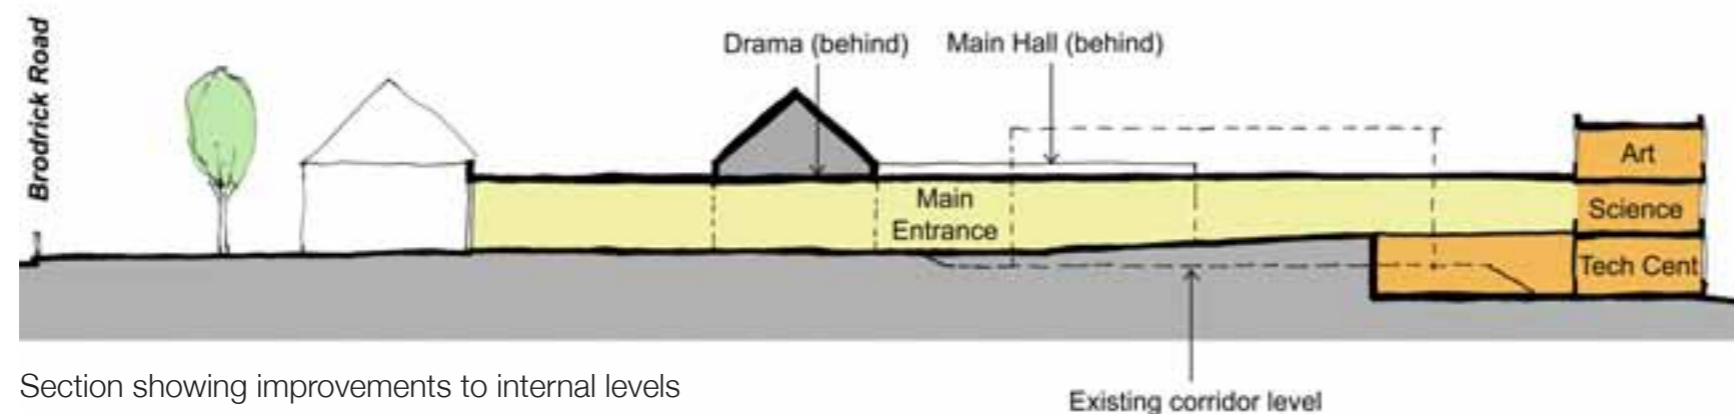 Brodrick Road
Drama (behind)
Main Hall (behind)
Main
Entrance
Art
Science
Tech Cent
Section showing improvements to internal levels
Existing corridor level